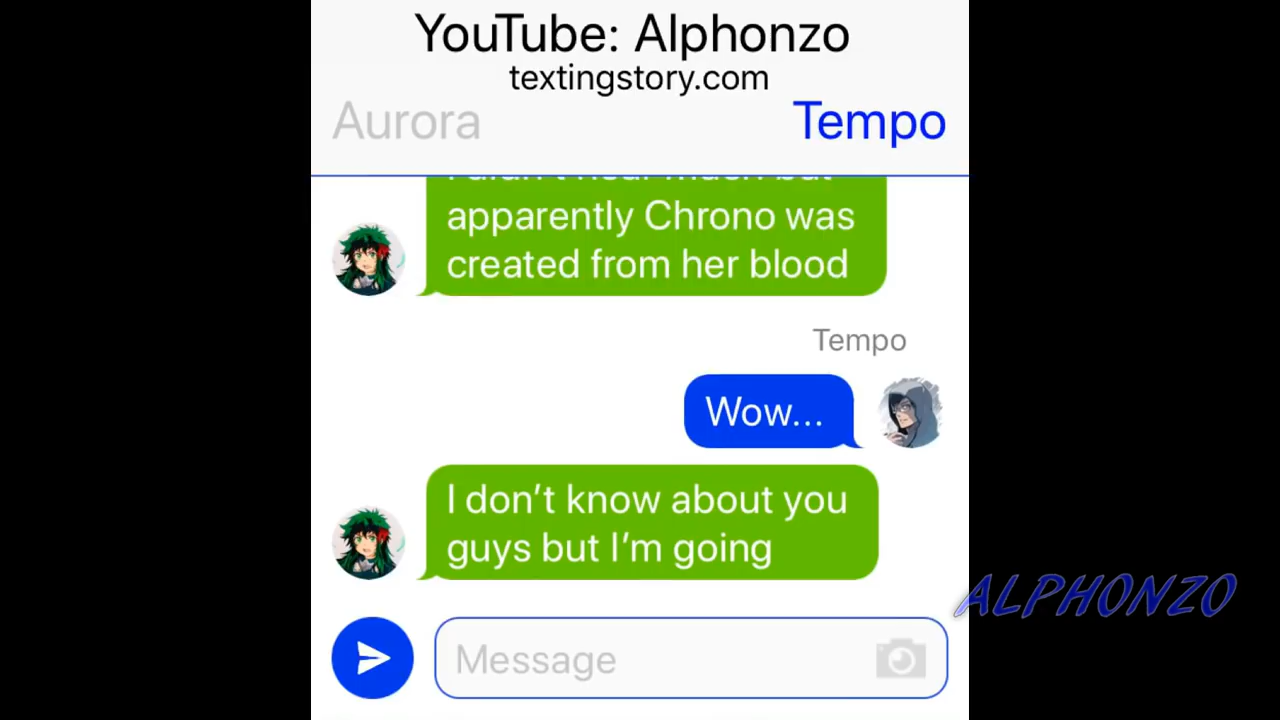 YouTube: Alphonzo
textingstory.com
Aurora
Tempo
apparently Chrono was
created from her blood
Tempo
Wow...
I don’t know about you
guys but I’m going
ALPHONZO
Message